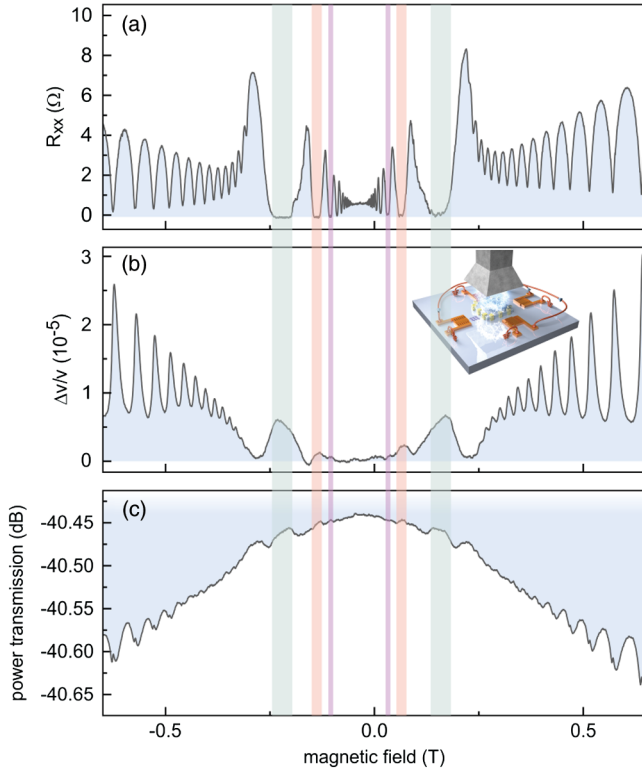 (a)
10
8
6
4
2
0
Rxx (Ω)
(b)
3
2
1
0
Δv/v (10-5)
(c)
-40.45
-40.50
-40.55
-40.60
-40.65
power transmission (dB)
-0.5 0.0 0.5
magnetic field (T)